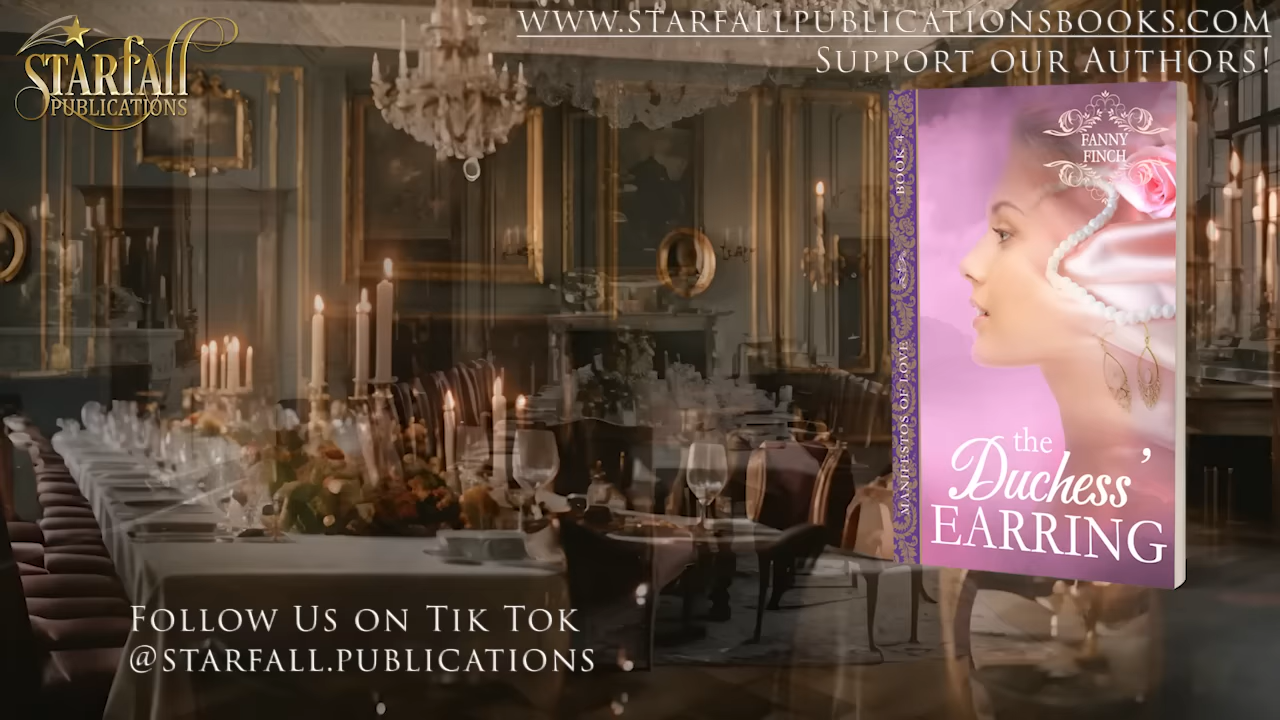 STARfall
PUBLICATIONS
WWW.STARFALLPUBLICATIONSBOOKS.COM
SUPPORT OUR AUTHORS!
BOOK 4
MANIFESTOS OF LOVE
FANNY
FINCH
the
Duchess'
EARRING
FOLLOW US ON TIK TOK
@STARFALL.PUBLICATIONS